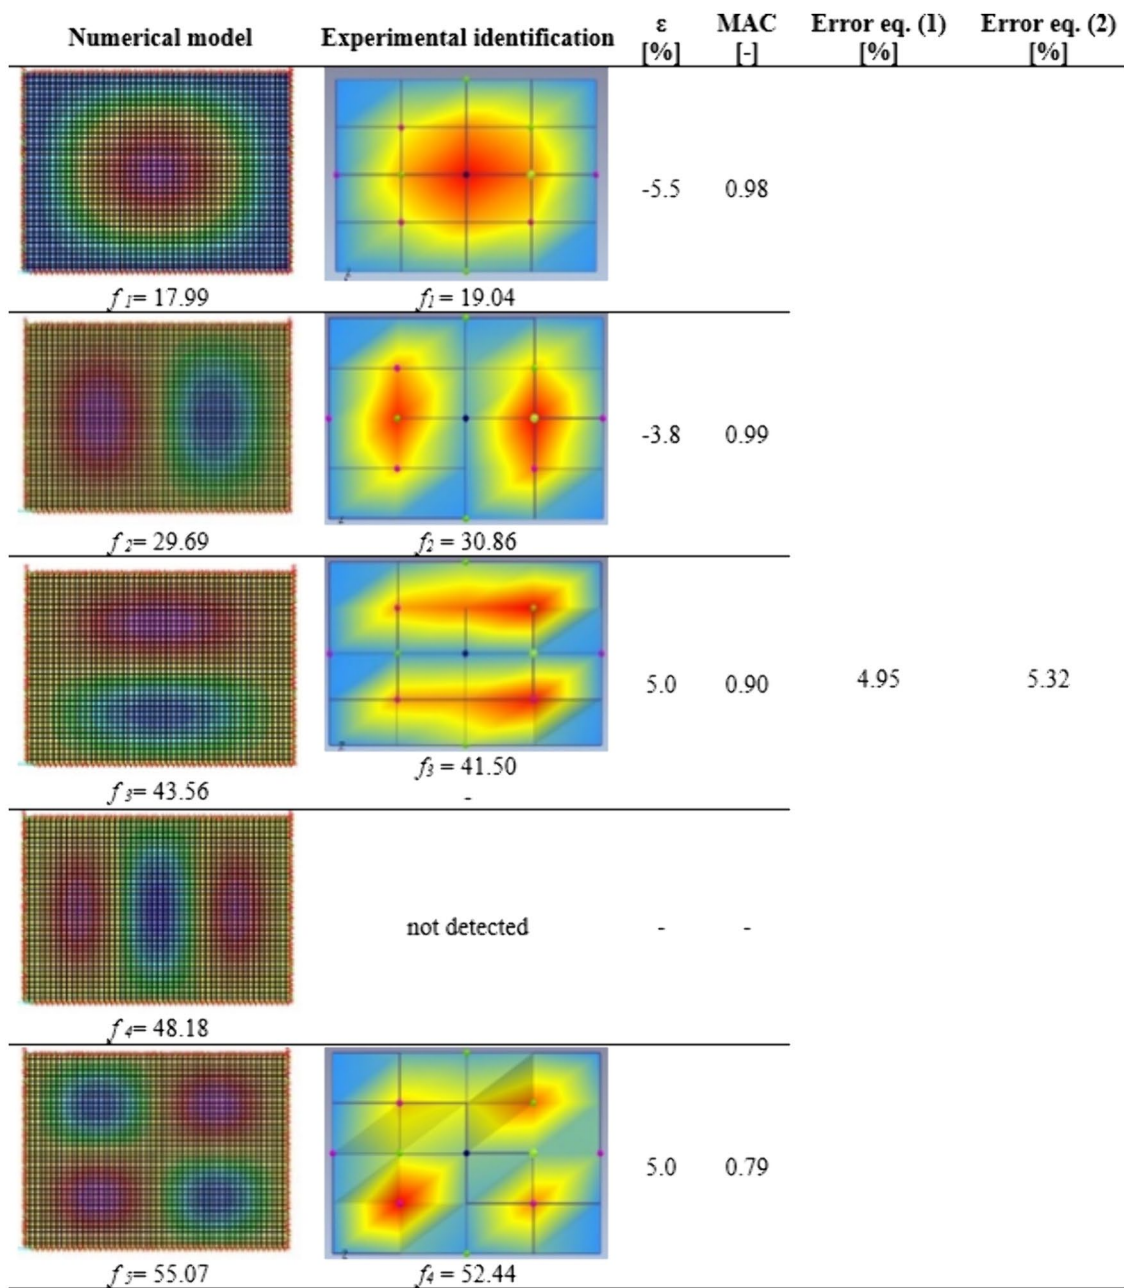 Numerical model Experimental identification ε [%] MAC [-] Error eq. (1) [%] Error eq. (2) [%]
-5.5 0.98
f1= 17.99 f1= 19.04
-3.8 0.99
f2= 29.69 f2= 30.86
5.0 0.90 4.95 5.32
f3= 41.50
f3= 43.56 -
not detected - -
f4= 48.18
5.0 0.79
f5= 55.07 f4= 52.44